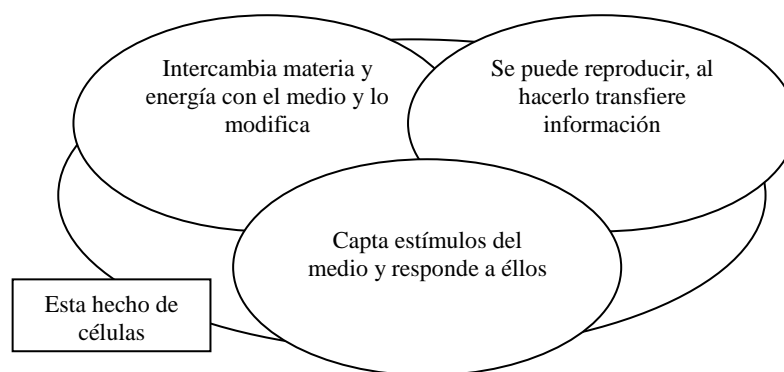 Intercambia materia y
energía con el medio y lo
modifica
Se puede reproducir, al
hacerlo transfiere
información
Capta estímulos del
medio y responde a éllos
Esta hecho de
células